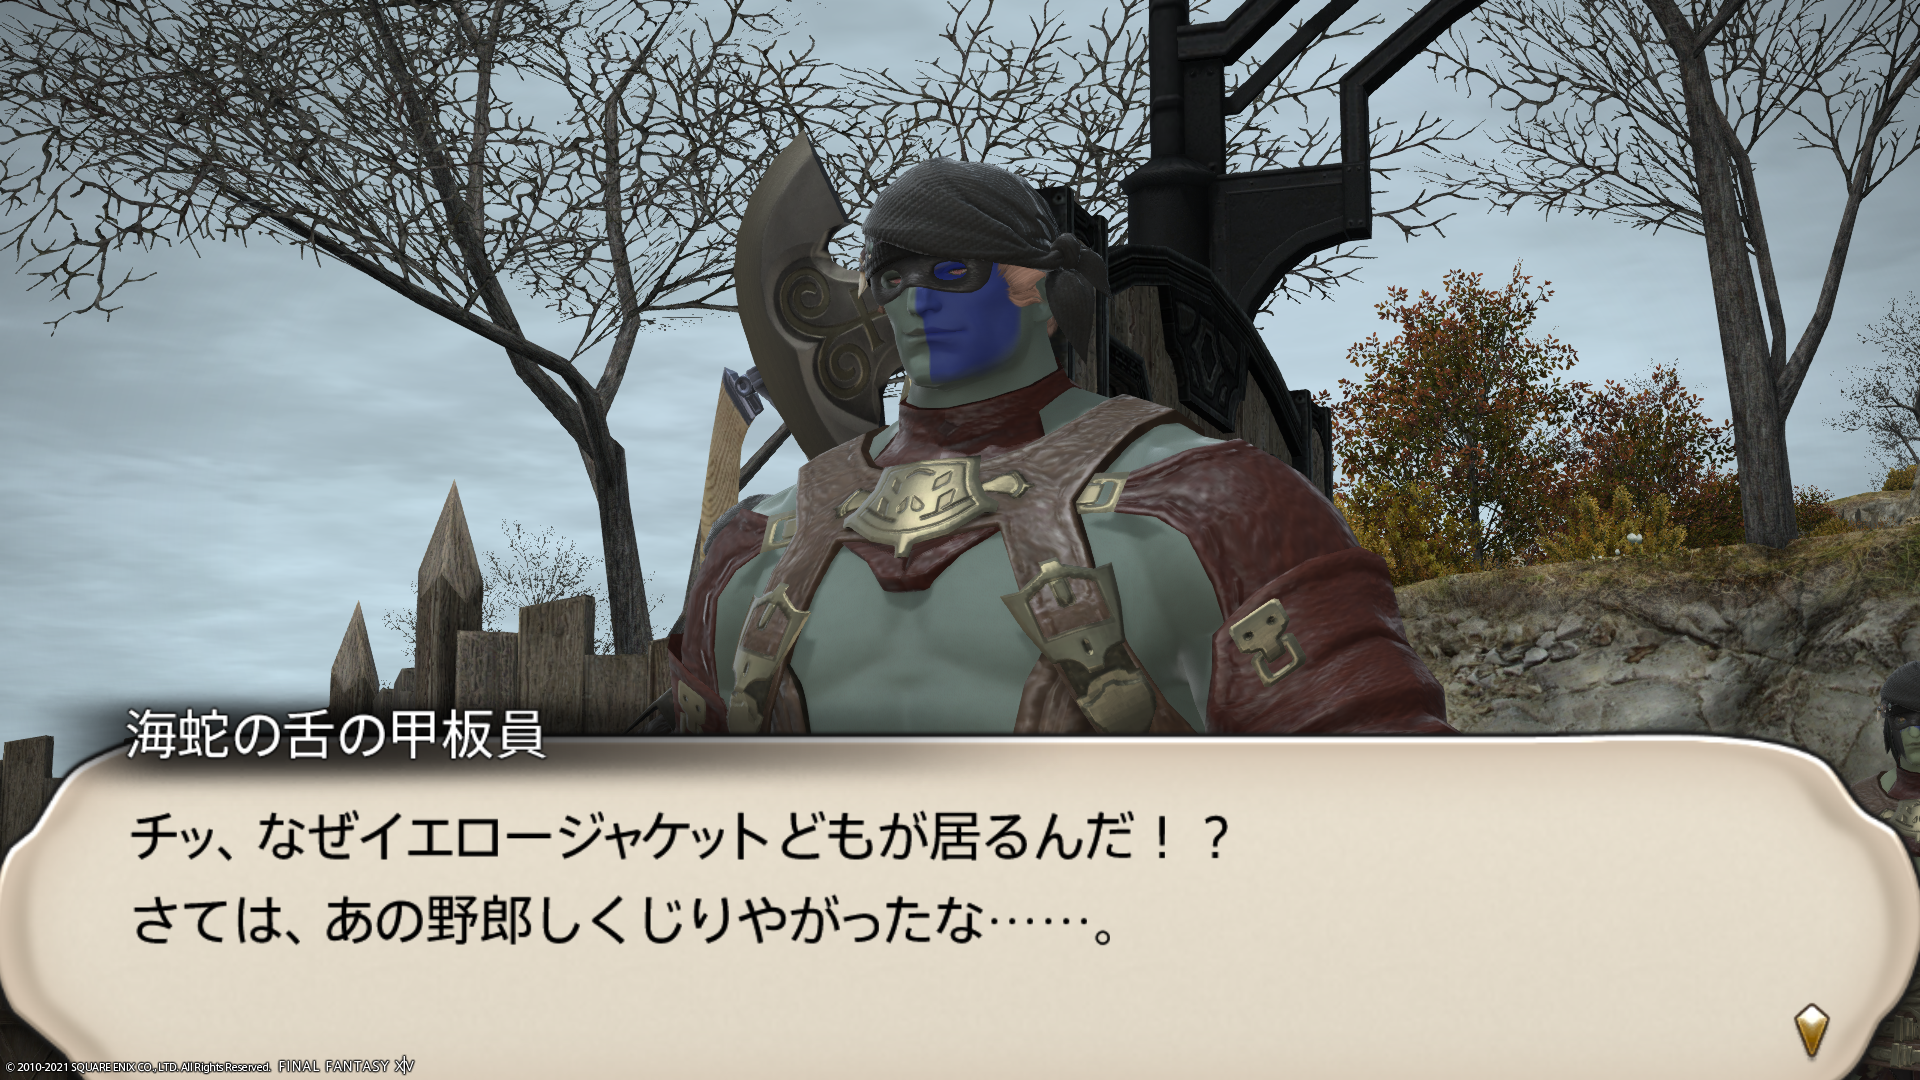 海蛇の舌の甲板員
チッ、なぜイエロージャケットどもが居るんだ！？
さては、あの野郎しくじりやがったな……。
© 2010-2021 SQUARE ENIX CO., LTD. All Rights Reserved. FINAL FANTASY XIV